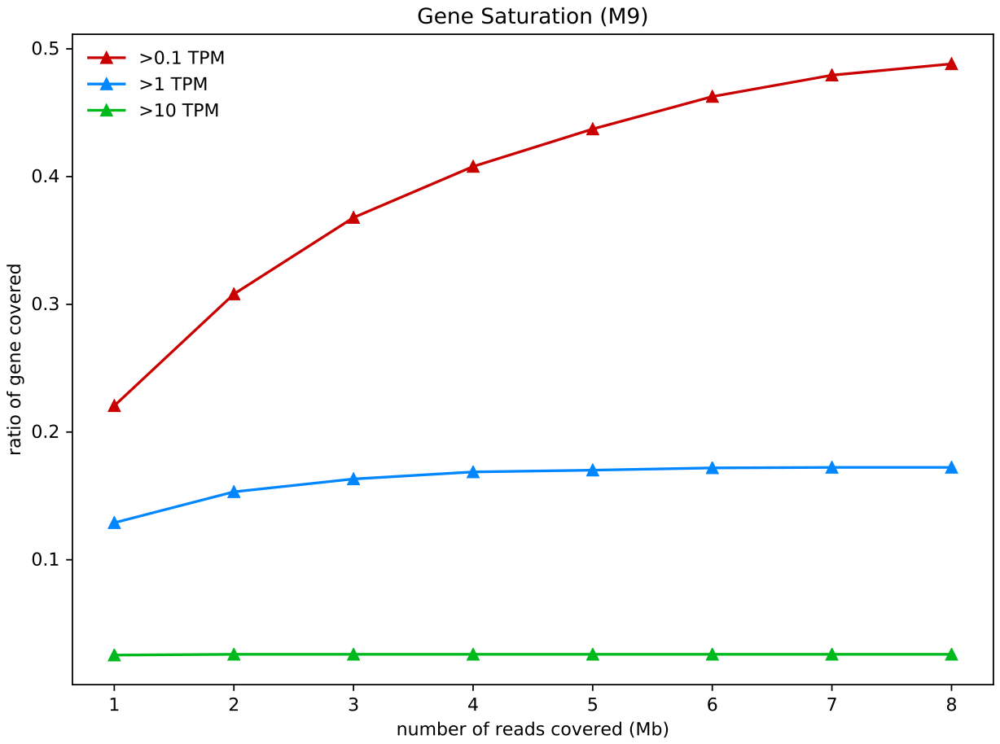 Gene Saturation (M9)
>0.1 TPM
>1 TPM
>10 TPM
ratio of gene covered
0.5
0.4
0.3
0.2
0.1
1 2 3 4 5 6 7 8
number of reads covered (Mb)